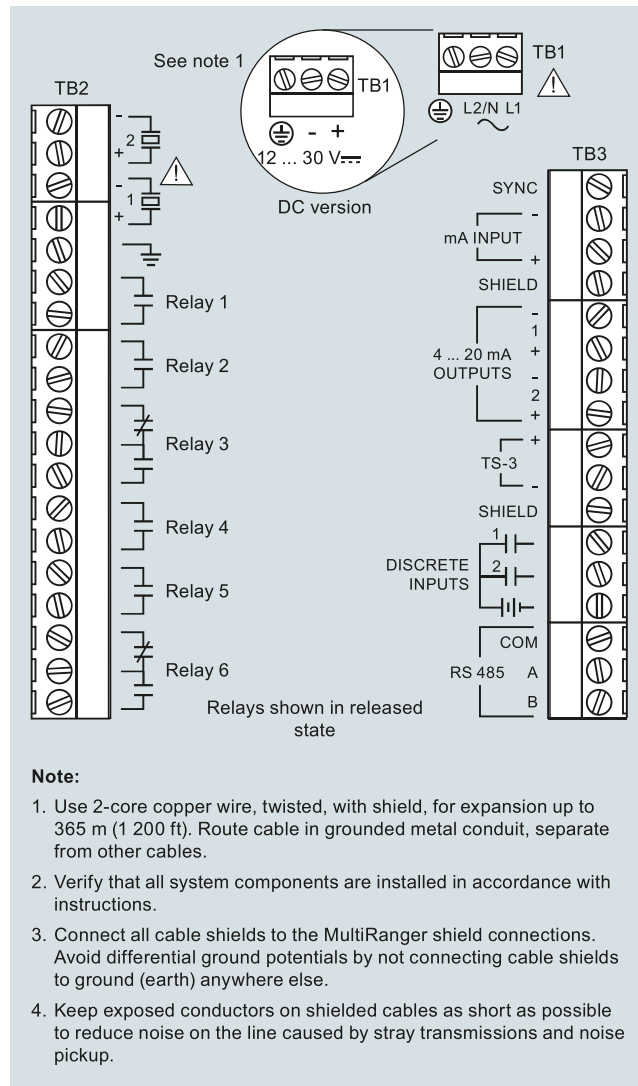 See note 1
TB1
TB1
L2/N L1
- +
12 ... 30 V
DC version
TB2
-
2
+
-
1
+
Relay 1
Relay 2
Relay 3
Relay 4
Relay 5
Relay 6
Relays shown in released
state
TB3
SYNC
-
mA INPUT
+
SHIELD
-
1
+
4 ... 20 mA
OUTPUTS
-
2
+
+
TS-3
-
SHIELD
1
DISCRETE
INPUTS
2
COM
RS 485 A
B
Note:
1. Use 2-core copper wire, twisted, with shield, for expansion up to
365 m (1 200 ft). Route cable in grounded metal conduit, separate
from other cables.
2. Verify that all system components are installed in accordance with
instructions.
3. Connect all cable shields to the MultiRanger shield connections.
Avoid differential ground potentials by not connecting cable shields
to ground (earth) anywhere else.
4. Keep exposed conductors on shielded cables as short as possible
to reduce noise on the line caused by stray transmissions and noise
pickup.